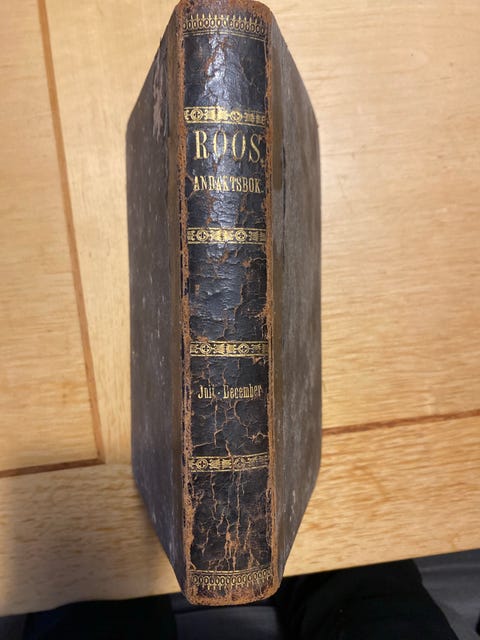 ROOS.
ANDAKTSBOK.
Juli - December